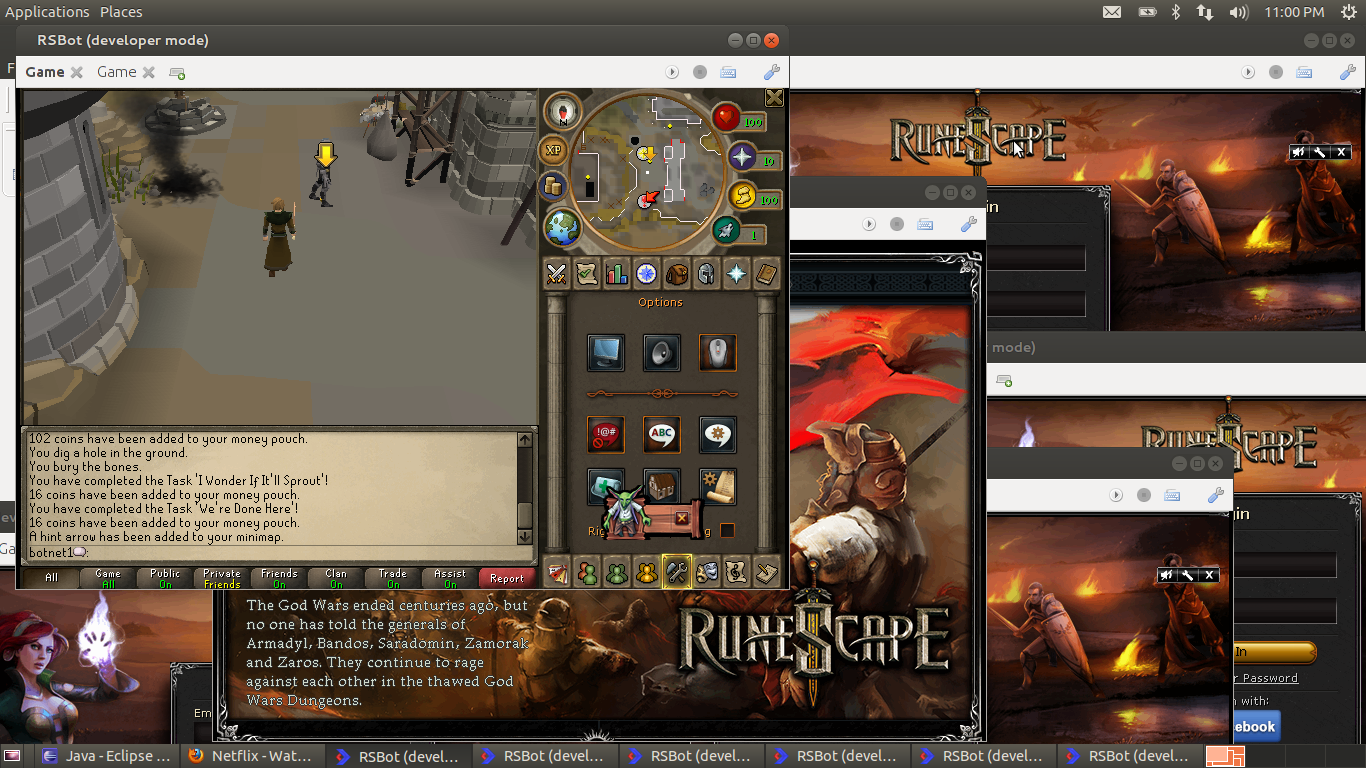 Applications Places
11:00 PM
RSBot (developer mode)
Game Game
RUNESCAPE
N
XP
100
10
100
1
Options
!@#
ABC
102 coins have been added to your money pouch.
You dig a hole in the ground.
You bury the bones.
You have completed the Task 'I Wonder If It'll Sprout'!
16 coins have been added to your money pouch.
You have completed the Task 'We're Done Here'!
16 coins have been added to your money pouch.
A hint arrow has been added to your minimap.
botnet1:
All
Game
All
Public
On
Private
Friends
Friends
On
Clan
On
Trade
On
Assist
On
Report
in
mode)
RUNESCAPE
gin
In
r Password
n with:
ebook
The God Wars ended centuries ago, but
no one has told the generals of
Armadyl, Bandos, Saradomin, Zamorak
and Zaros. They continue to rage
against each other in the thawed God
Wars Dungeons.
RUNESCAPE
Em
Java - Eclipse ...
Netflix - Wat...
RSBot (devel...
RSBot (devel...
RSBot (devel...
RSBot (devel...
RSBot (devel...
RSBot (devel...